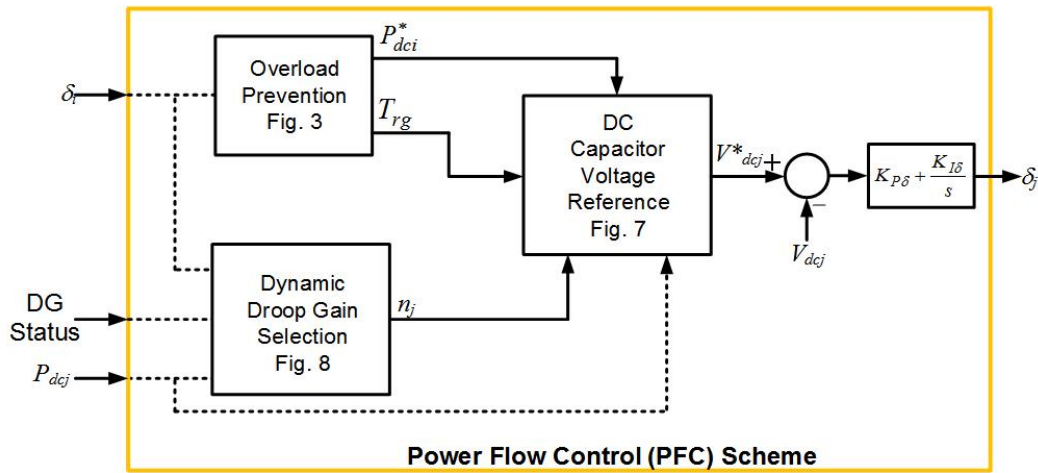 Overload
Prevention
Fig. 3
P*dci
Trg
δi
DC
Capacitor
Voltage
Reference
Fig. 7
V*dcj
+
−
Vdcj
KPδ + KIδ/s
δj
Dynamic
Droop Gain
Selection
Fig. 8
nj
DG
Status
Pdcj
Power Flow Control (PFC) Scheme